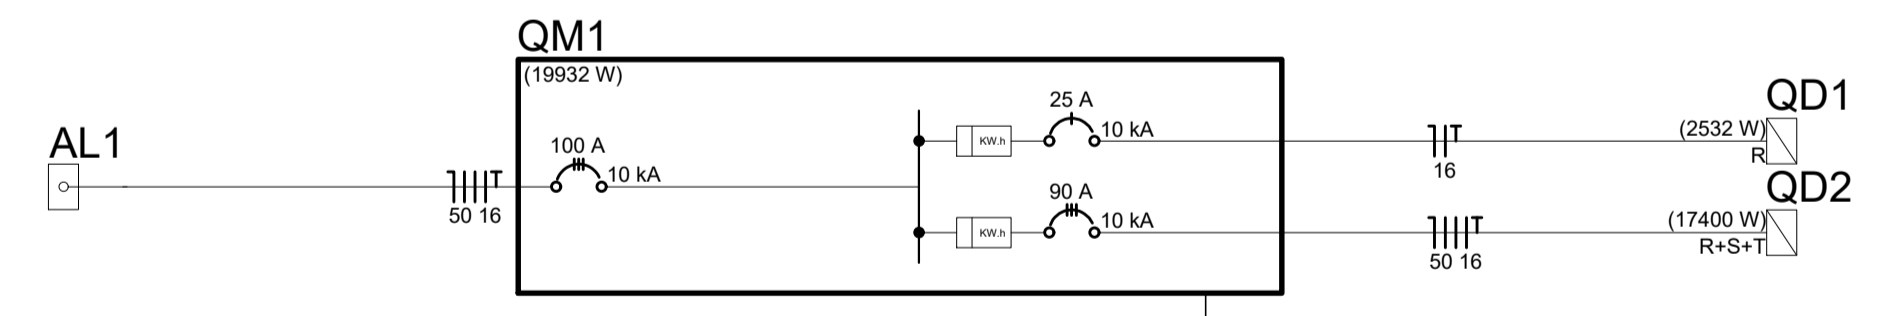 QM1
(19932 W)
AL1
50 16
100 A
10 kA
25 A
KW.h
10 kA
16
(2532 W)
R
QD1
90 A
KW.h
10 kA
50 16
(17400 W)
R+S+T
QD2